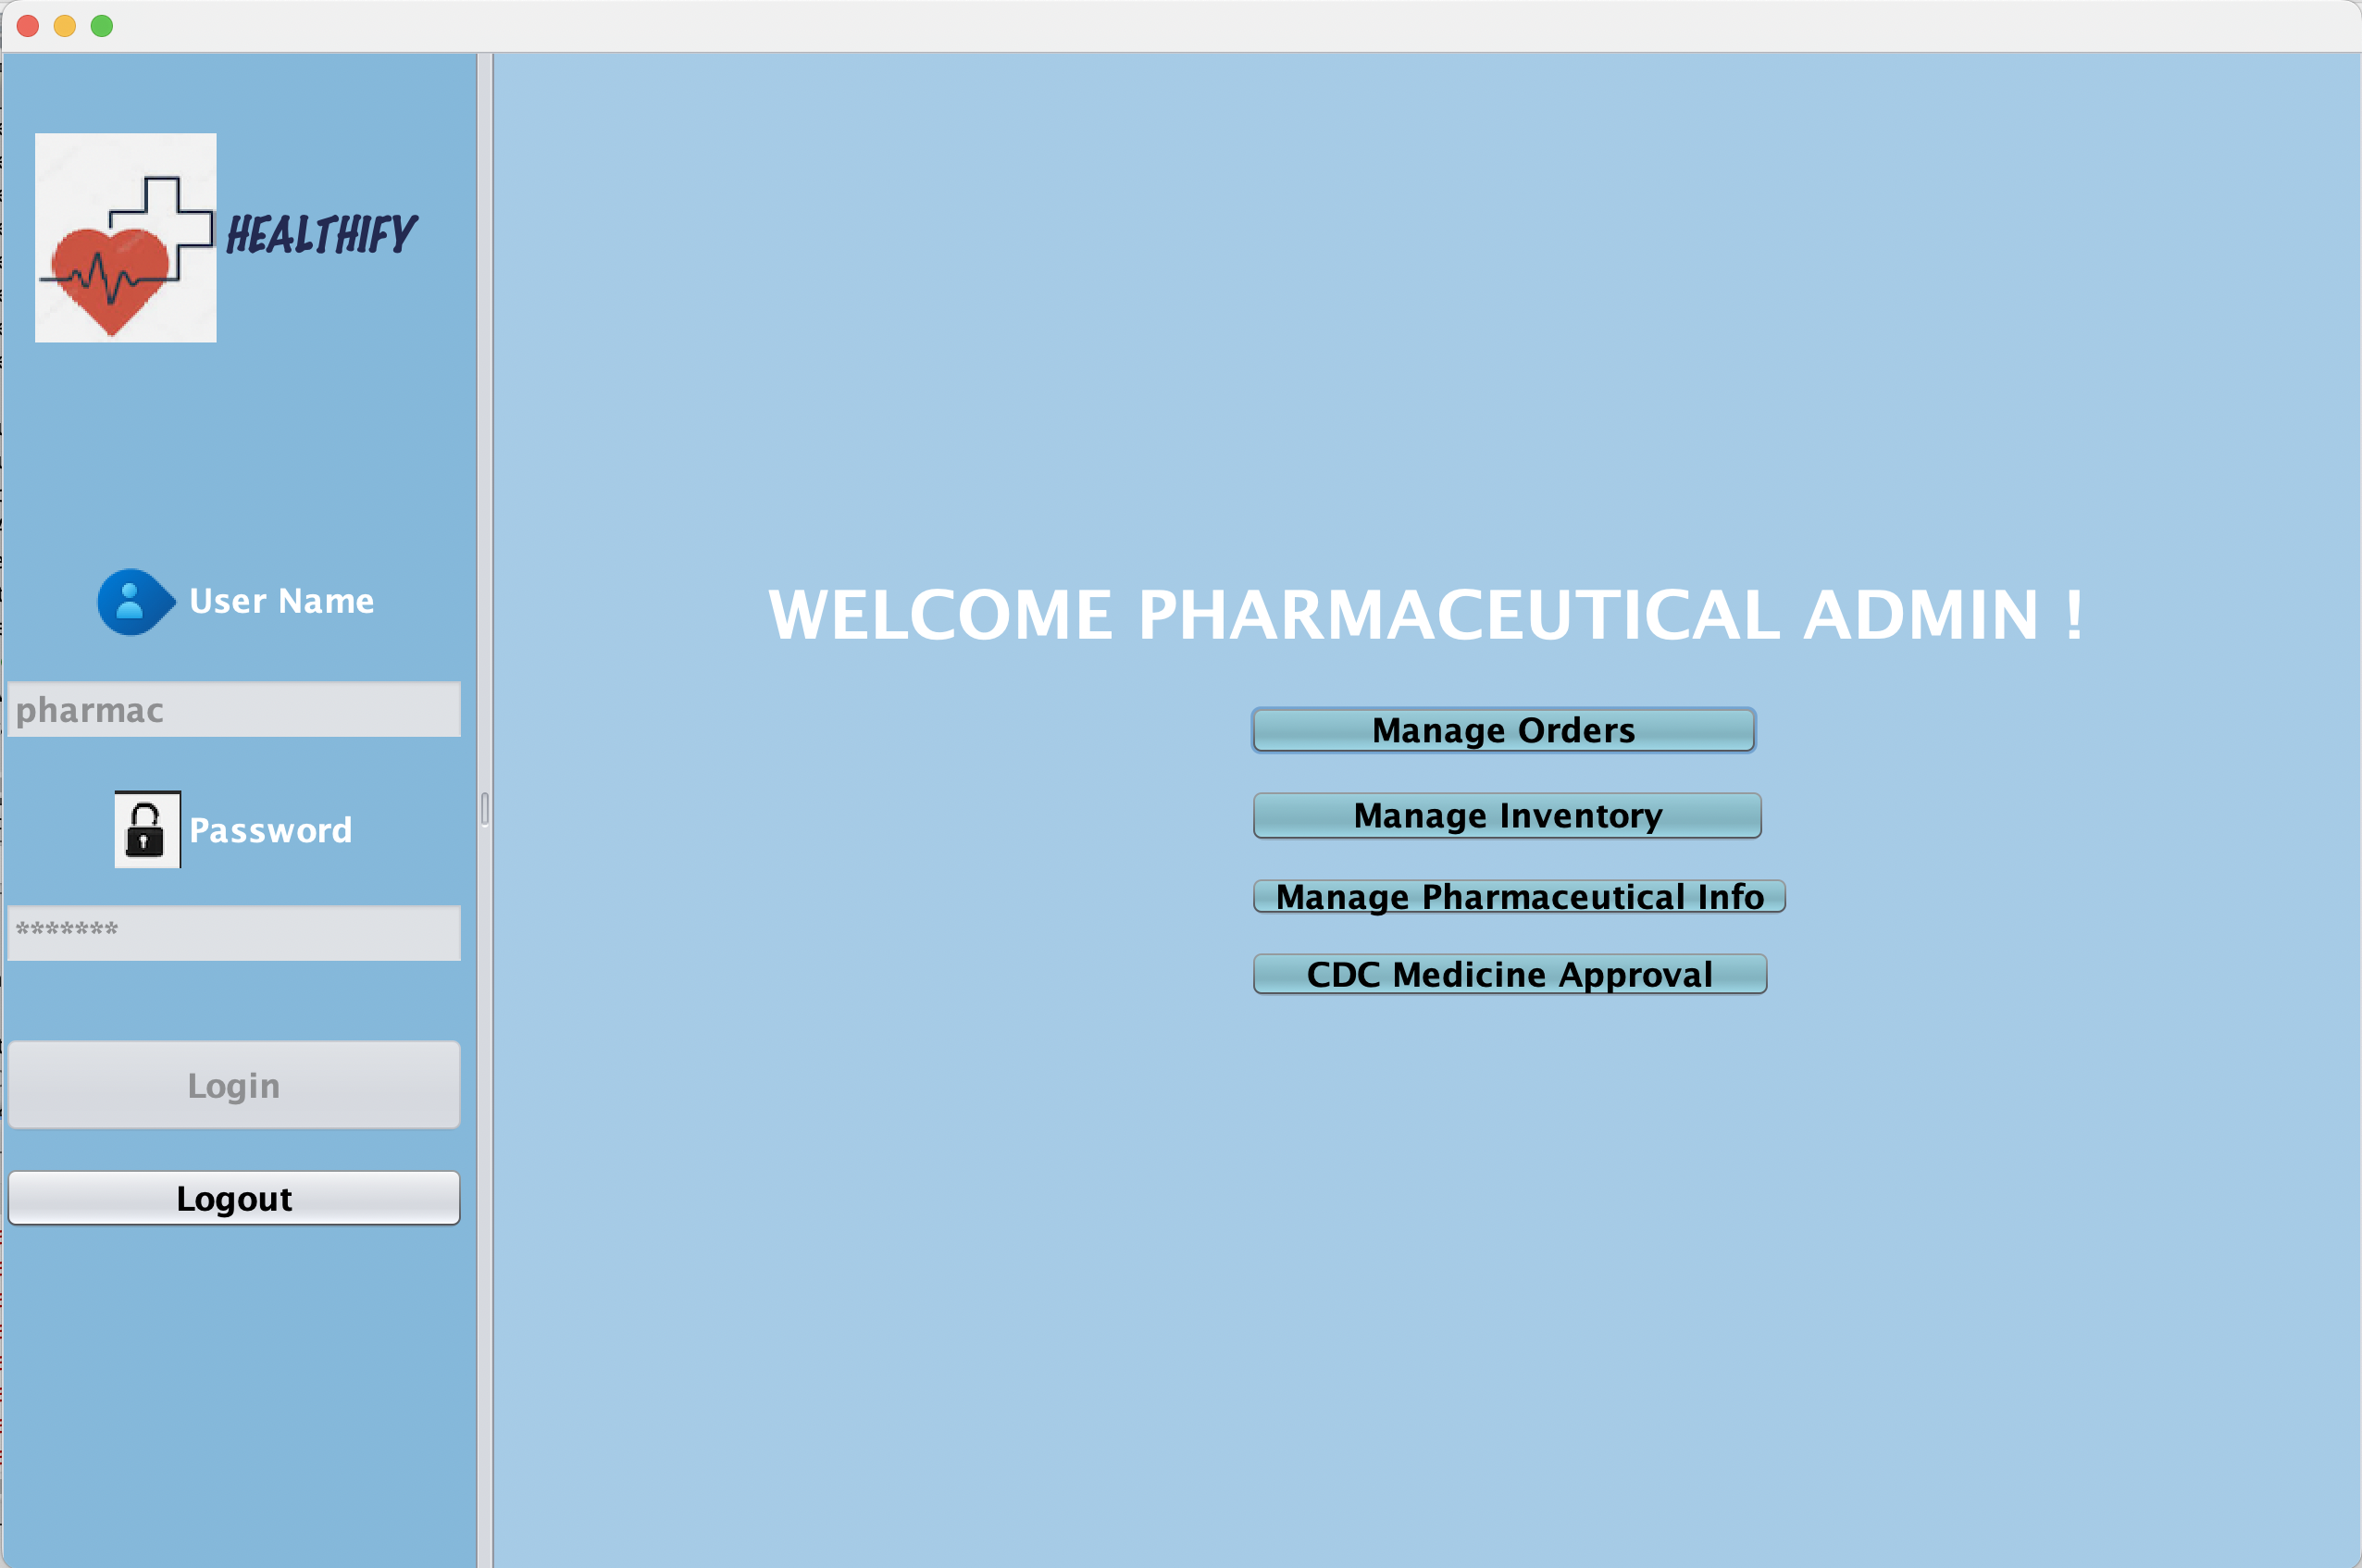 HEALTHIFY
User Name
pharmac
Password
*******
Login
Logout
WELCOME PHARMACEUTICAL ADMIN !
Manage Orders
Manage Inventory
Manage Pharmaceutical Info
CDC Medicine Approval